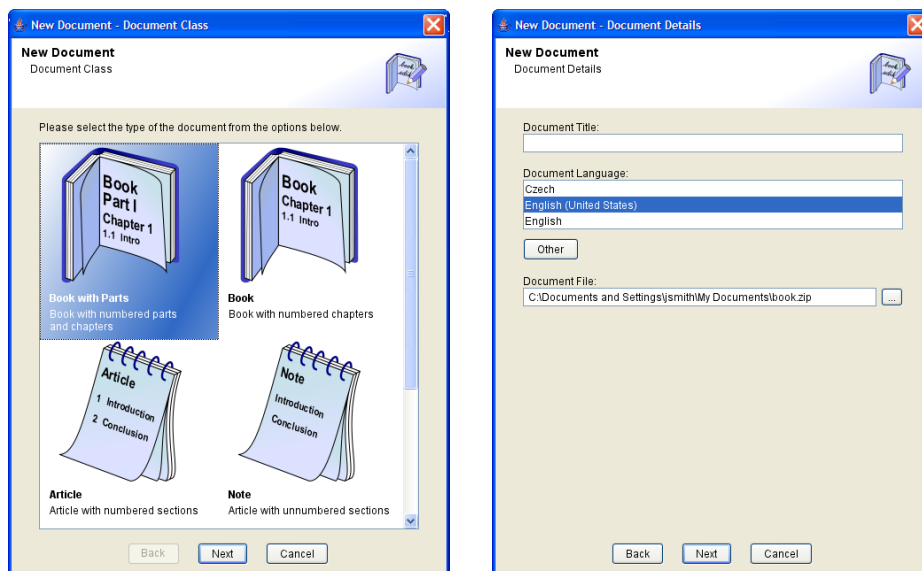 New Document - Document Class
New Document
Document Class
Please select the type of the document from the options below.
Book
Part I
Chapter 1
1.1 Intro
Book with Parts
Book with numbered parts
and chapters
Book
Chapter 1
1.1 Intro
Book
Book with numbered chapters
Article
1 Introduction
2 Conclusion
Article
Article with numbered sections
Note
Introduction
Conclusion
Note
Article with unnumbered sections
Back
Next
Cancel
New Document - Document Details
New Document
Document Details
Document Title:
Document Language:
Czech
English (United States)
English
Other
Document File:
C:\Documents and Settings\jsmith\My Documents\book.zip
...
Back
Next
Cancel